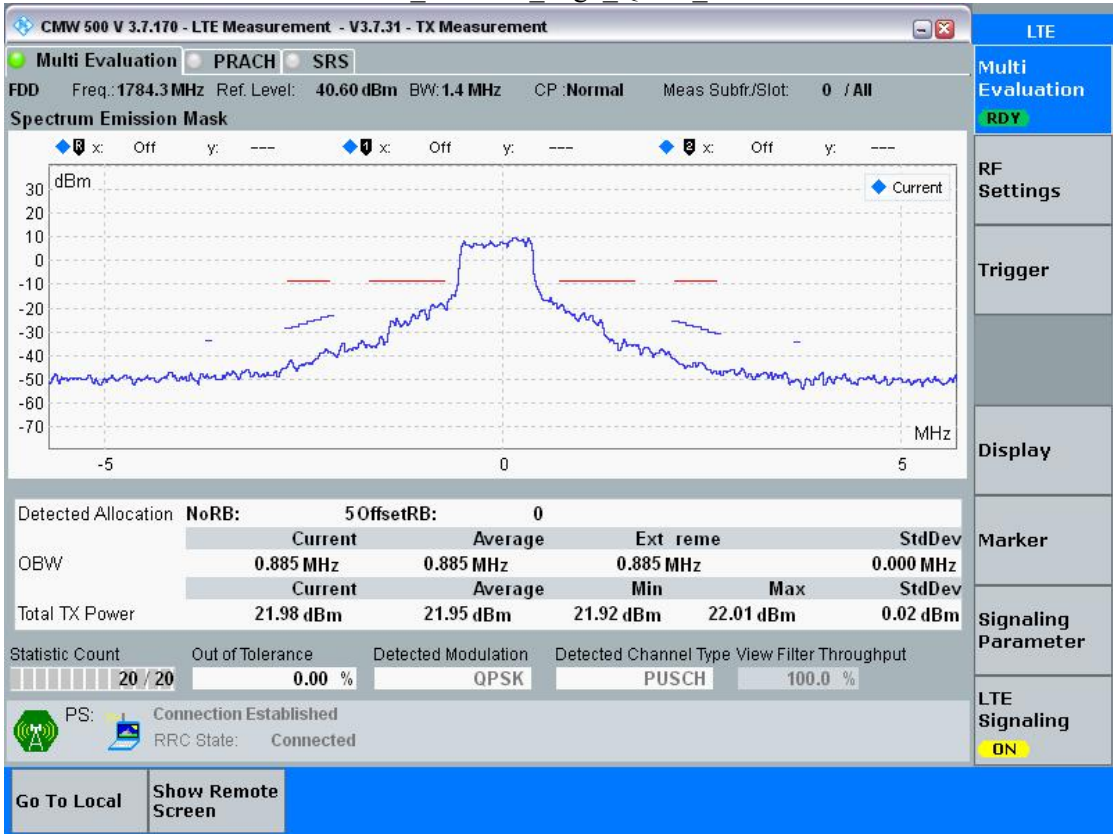 CMW 500 V 3.7.170 - LTE Measurement - V3.7.31 - TX Measurement
LTE
Multi Evaluation PRACH SRS
Multi Evaluation
RDY
FDD Freq.: 1784.3 MHz Ref. Level: 40.60 dBm BW: 1.4 MHz CP : Normal Meas Subfr./Slot: 0 / All
Spectrum Emission Mask
R x: Off y: --- 1 x: Off y: --- 2 x: Off y: ---
dBm
Current
30
20
10
0
-10
-20
-30
-40
-50
-60
-70
MHz
-5 0 5
RF Settings
Trigger
Display
Marker
Signaling Parameter
LTE Signaling
ON
Detected Allocation NoRB: 5 OffsetRB: 0
Current Average Ext reme StdDev
OBW 0.885 MHz 0.885 MHz 0.885 MHz 0.000 MHz
Current Average Min Max StdDev
Total TX Power 21.98 dBm 21.95 dBm 21.92 dBm 22.01 dBm 0.02 dBm
Statistic Count Out of Tolerance Detected Modulation Detected Channel Type View Filter Throughput
20 / 20 0.00 % QPSK PUSCH 100.0 %
PS: Connection Established
RRC State: Connected
Go To Local
Show Remote Screen